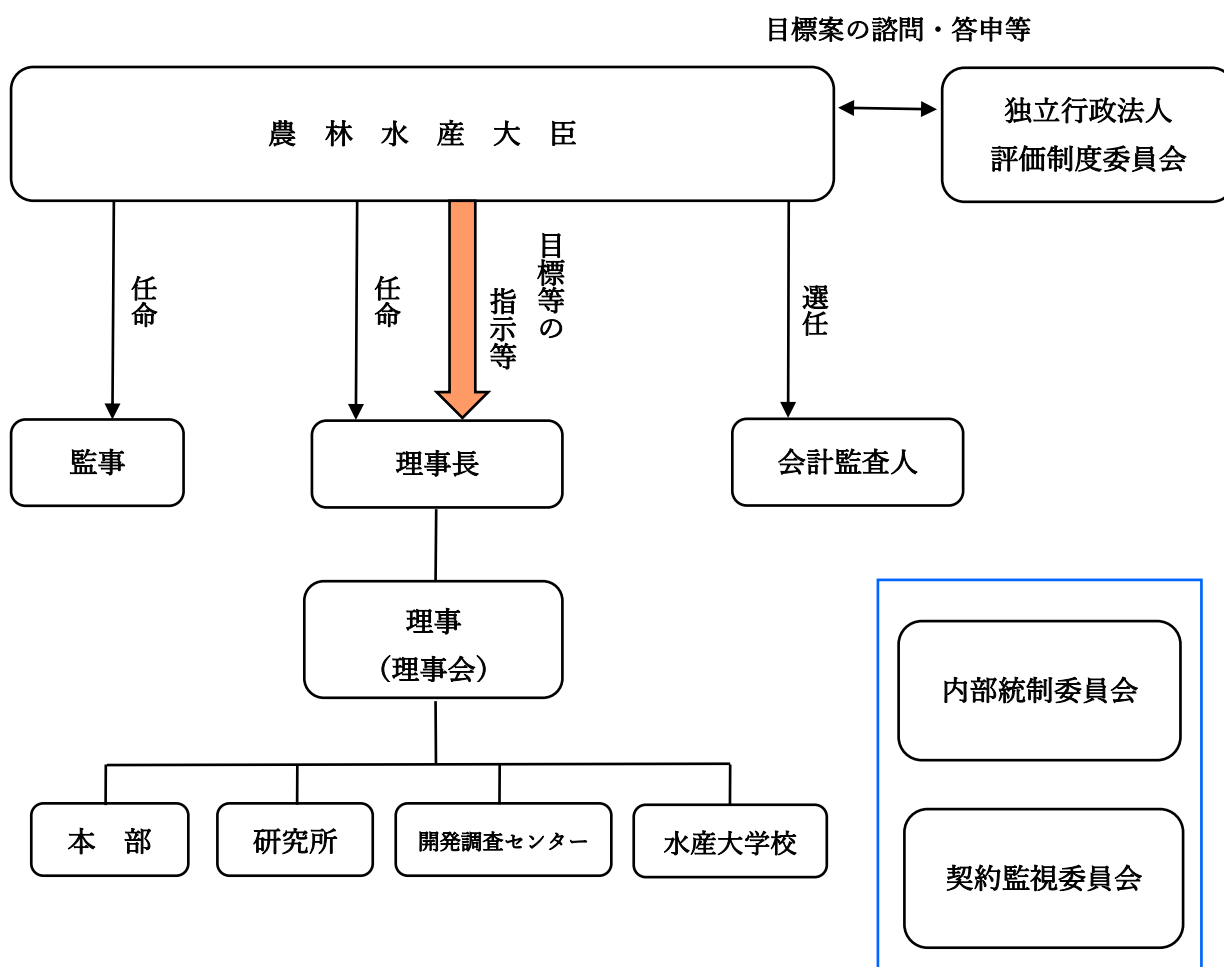 目標案の諮問・答申等
農　林　水　産　大　臣
独立行政法人
評価制度委員会
任命
任命
目標等の
指示等
選任
監事
理事長
会計監査人
理事
（理事会）
内部統制委員会
本　部
研究所
開発調査センター
水産大学校
契約監視委員会